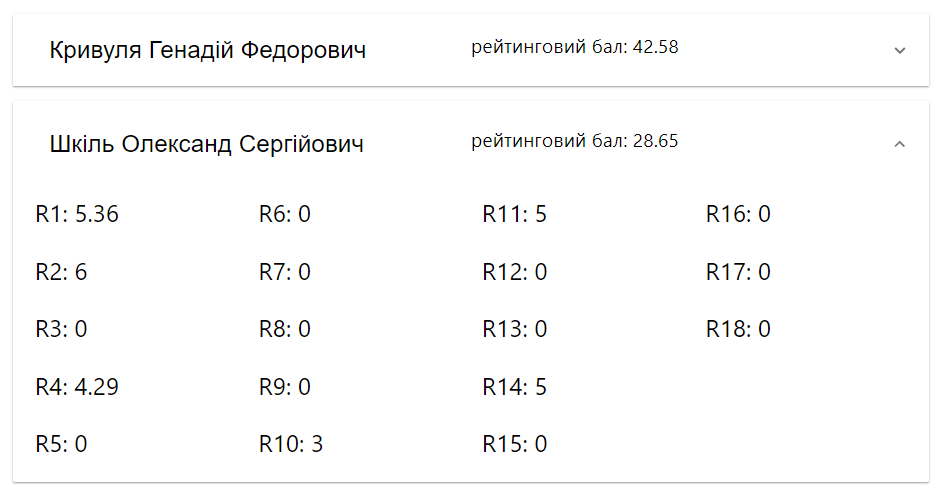 Кривуля Генадій Федорович рейтинговий бал: 42.58
Шкіль Олександ Сергійович рейтинговий бал: 28.65
R1: 5.36 R6: 0 R11: 5 R16: 0
R2: 6 R7: 0 R12: 0 R17: 0
R3: 0 R8: 0 R13: 0 R18: 0
R4: 4.29 R9: 0 R14: 5
R5: 0 R10: 3 R15: 0